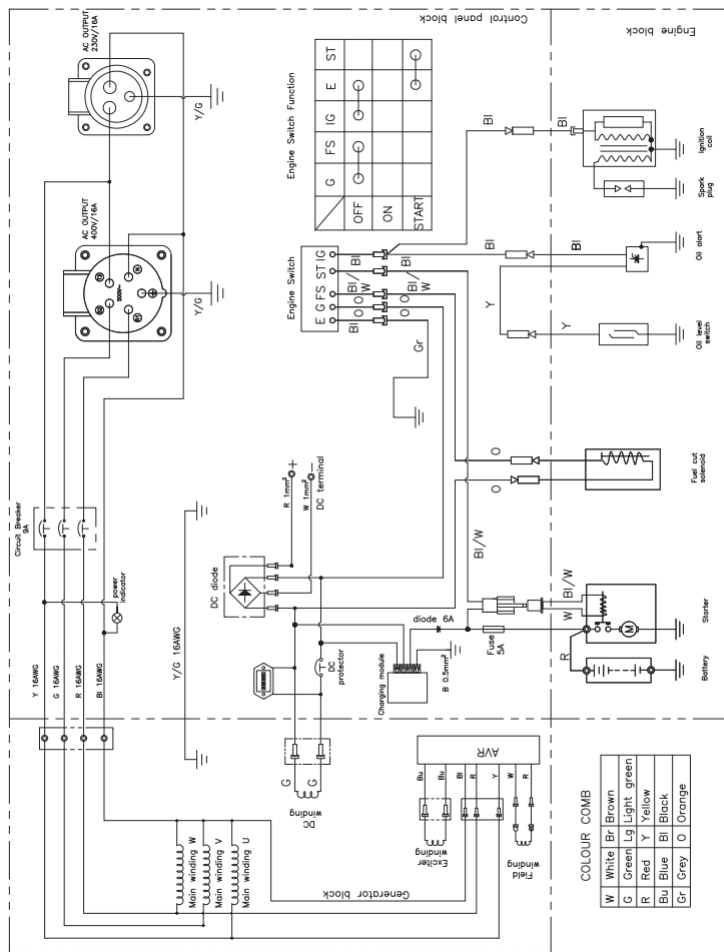 Control panel block
Engine block
Generator block
AC OUTPUT
230V/16A
AC OUTPUT
400V/16A
Y/G
Y/G
Circuit Breaker
9A
power
indicator
Y 16AWG
G 16AWG
R 16AWG
Bl 16AWG
Y/G 16AWG
Engine Switch Function
G FS IG E ST
OFF
ON
START
Engine Switch
E G FS ST IG
Bl O O Bl/W Bl
O O Bl/W Bl
Gr
Bl
Bl
Bl
Bl
Y
Y
O
O
Bl/W
Bl/W
W
R
DC diode
R 1mm²
W 1mm²
+
−
DC terminal
DC
protector
Charging module
B 0.5mm²
diode 6A
Fuse
5A
Ignition
coil
Spark
plug
Oil alart
Oil level
switch
Fuel cut
solenoid
Starter
M
Battery
Main winding W
Main winding V
Main winding U
DC
winding
G
G
Exciter
winding
Field
winding
AVR
Bu
Bu
Bl
R
Y
W
R
COLOUR COMB
W White Br Brown
G Green Lg Light green
R Red Y Yellow
Bu Blue Bl Black
Gr Grey O Orange